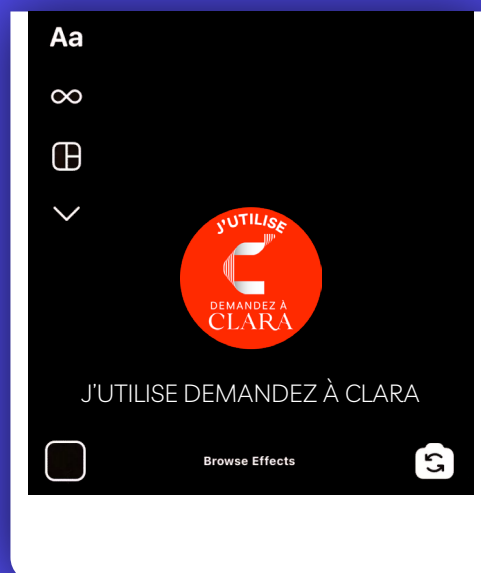 Aa
J'UTILISE
DEMANDEZ À
CLARA
J'UTILISE DEMANDEZ À CLARA
Browse Effects